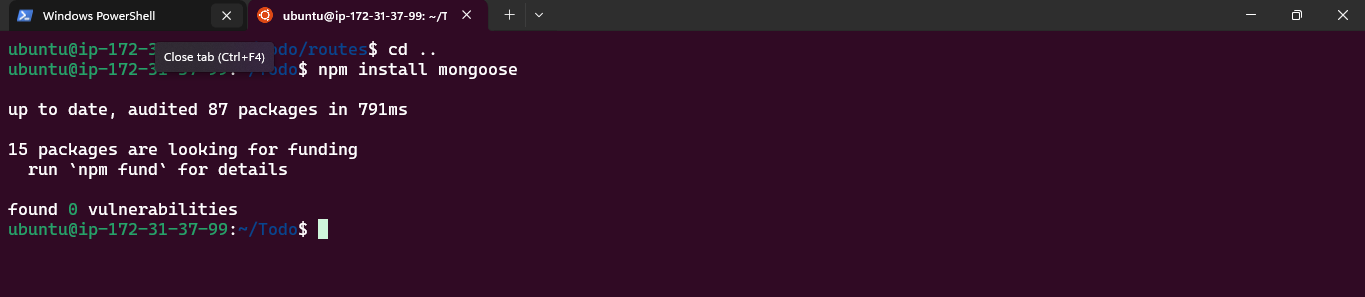 Windows PowerShell
ubuntu@ip-172-31-37-99: ~/T
ubuntu@ip-172-3 odo/routes$ cd ..
Close tab (Ctrl+F4)
ubuntu@ip-172-31-37-99:~/Todo$ npm install mongoose
up to date, audited 87 packages in 791ms
15 packages are looking for funding
run `npm fund` for details
found 0 vulnerabilities
ubuntu@ip-172-31-37-99:~/Todo$